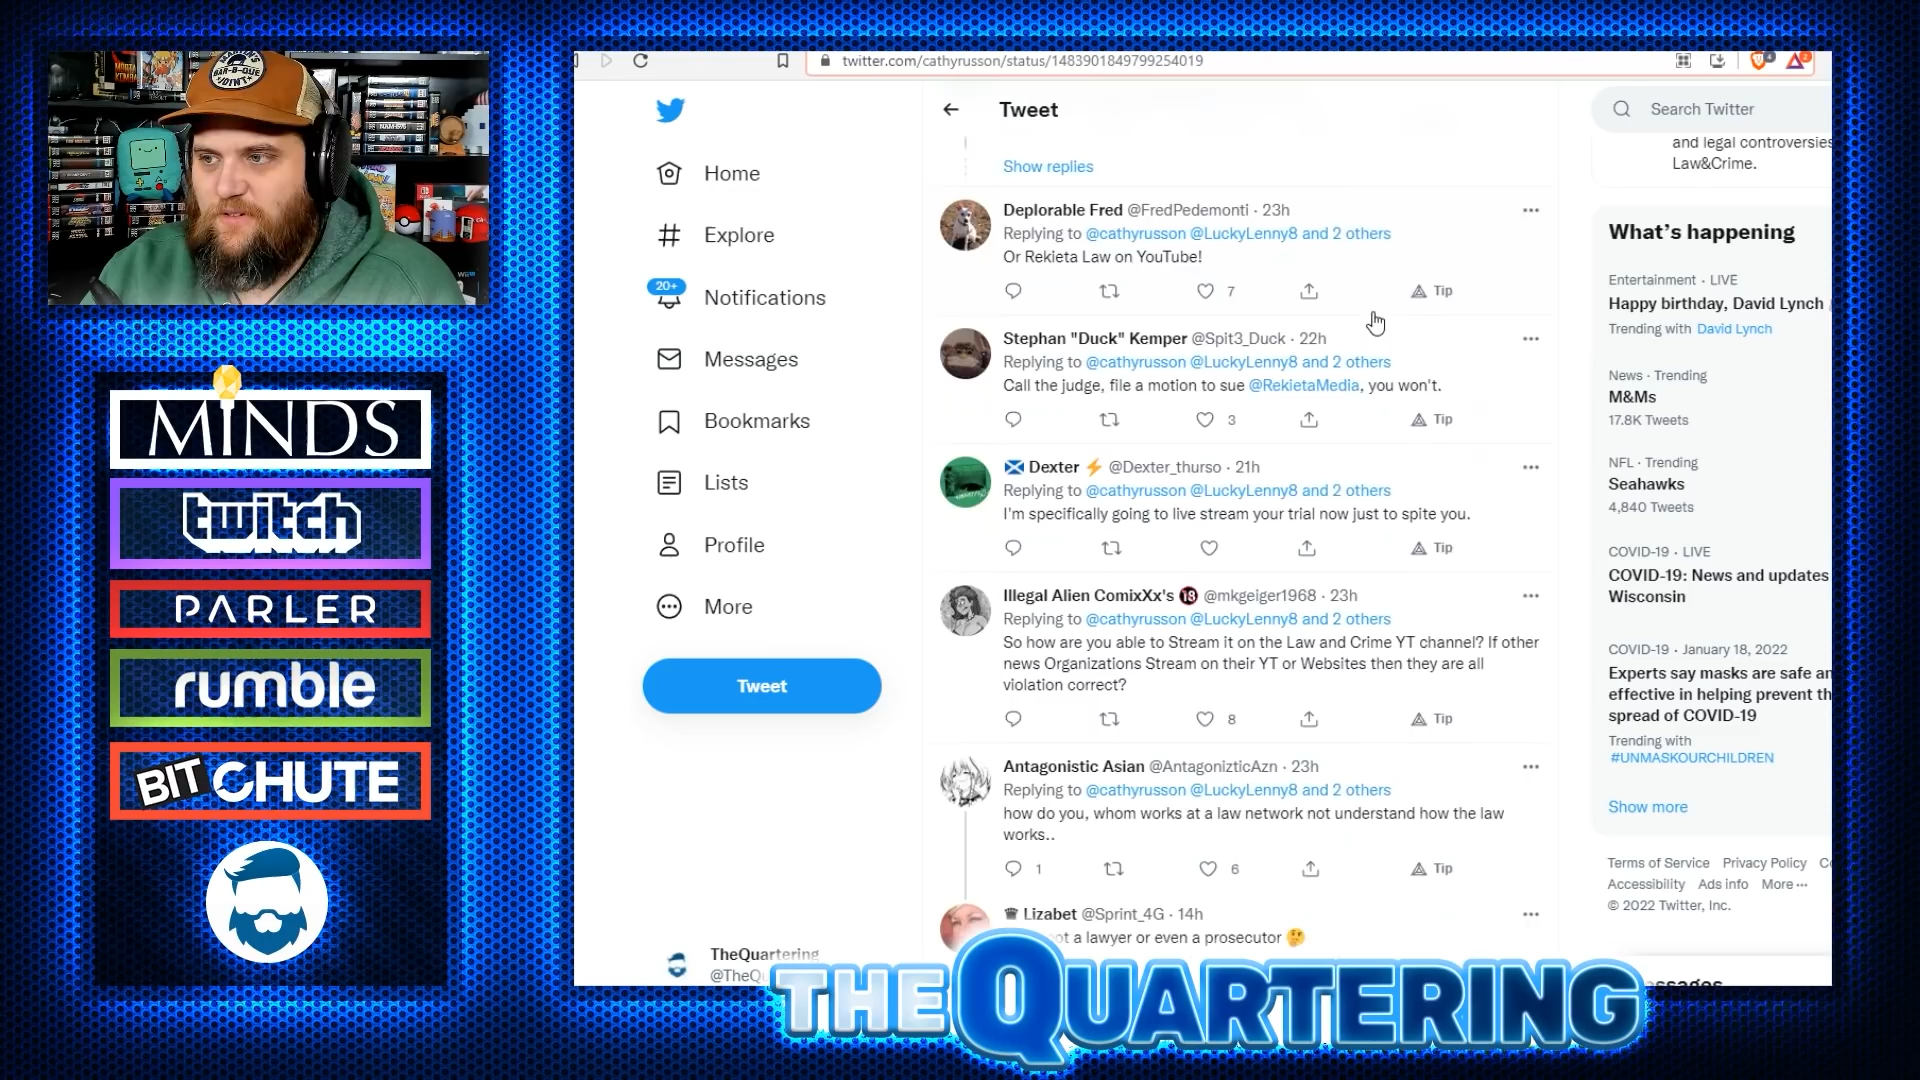 BAR-B-QUE
JOINT
MINDS
twitch
PARLER
rumble
BITCHUTE
twitter.com/cathyrusson/status/1483901849799254019
Home
Explore
20+
Notifications
Messages
Bookmarks
Lists
Profile
More
Tweet
TheQuartering
Tweet
Show replies
Deplorable Fred @FredPedemonti · 23h
Replying to @cathyrusson @LuckyLenny8 and 2 others
Or Rekieta Law on YouTube!
7 Tip
Stephan "Duck" Kemper @Spit3_Duck · 22h
Replying to @cathyrusson @LuckyLenny8 and 2 others
Call the judge, file a motion to sue @RekietaMedia, you won't.
3 Tip
Dexter ⚡ @Dexter_thurso · 21h
Replying to @cathyrusson @LuckyLenny8 and 2 others
I'm specifically going to live stream your trial now just to spite you.
Tip
Illegal Alien ComixXx's 🔞 @mkgeiger1968 · 23h
Replying to @cathyrusson @LuckyLenny8 and 2 others
So how are you able to Stream it on the Law and Crime YT channel? If other
news Organizations Stream on their YT or Websites then they are all
violation correct?
8 Tip
Antagonistic Asian @AntagonizticAzn · 23h
Replying to @cathyrusson @LuckyLenny8 and 2 others
how do you, whom works at a law network not understand how the law
works..
1 6 Tip
Lizabet @Sprint_4G · 14h
a lawyer or even a prosecutor 🤔
Search Twitter
and legal controversies
Law&Crime.
What's happening
Entertainment · LIVE
Happy birthday, David Lynch
Trending with David Lynch
News · Trending
M&Ms
17.8K Tweets
NFL · Trending
Seahawks
4,840 Tweets
COVID-19 · LIVE
COVID-19: News and updates
Wisconsin
COVID-19 · January 18, 2022
Experts say masks are safe an
effective in helping prevent th
spread of COVID-19
Trending with
#UNMASKOURCHILDREN
Show more
Terms of Service Privacy Policy
Accessibility Ads info More ···
© 2022 Twitter, Inc.
THE QUARTERING